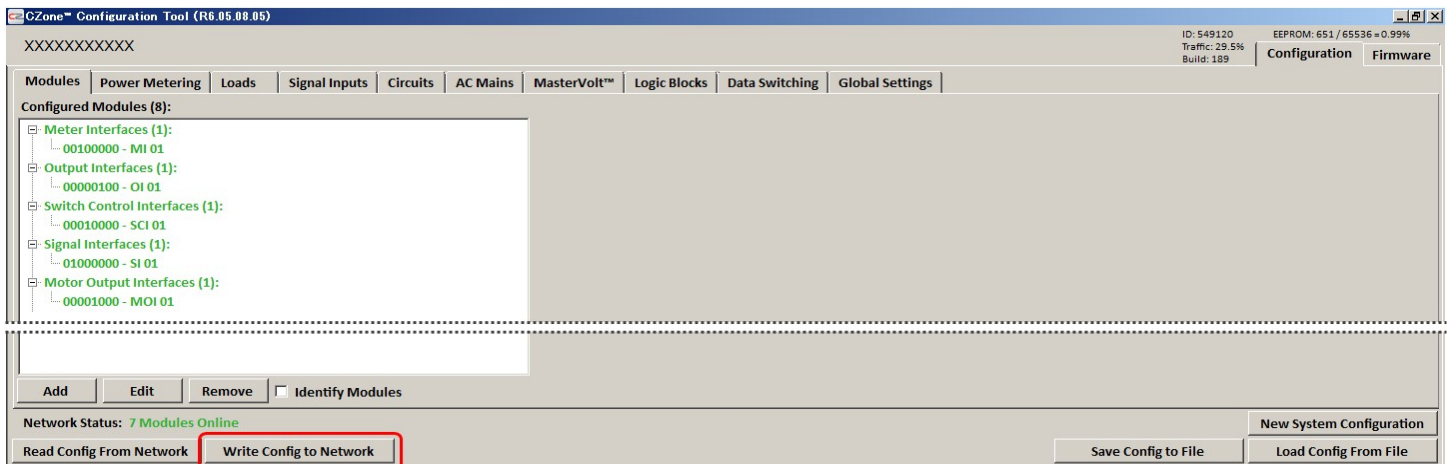 CZone™ Configuration Tool (R6.05.08.05)
XXXXXXXXXXX
ID: 549120
Traffic: 29.5%
Build: 189
EEPROM: 651 / 65536 = 0.99%
Configuration Firmware
Modules Power Metering Loads Signal Inputs Circuits AC Mains MasterVolt™ Logic Blocks Data Switching Global Settings
Configured Modules (8):
Meter Interfaces (1):
00100000 - MI 01
Output Interfaces (1):
00000100 - OI 01
Switch Control Interfaces (1):
00010000 - SCI 01
Signal Interfaces (1):
01000000 - SI 01
Motor Output Interfaces (1):
00001000 - MOI 01
Add Edit Remove Identify Modules
Network Status: 7 Modules Online
New System Configuration
Read Config From Network Write Config to Network Save Config to File Load Config From File